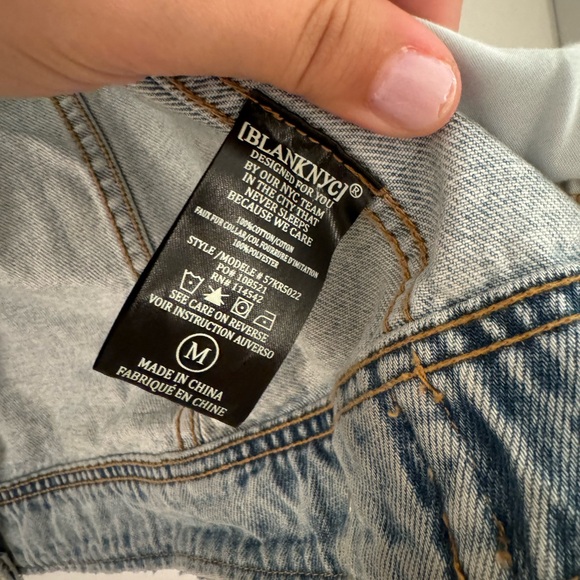 [BLANKNYC]®
DESIGNED FOR YOU
BY OUR NYC TEAM
IN THE CITY THAT
NEVER SLEEPS
BECAUSE WE CARE
100%COTTON/COTON
FAUX FUR COLLAR/COL FOURRURE D'IMITATION
100%POLYESTER
STYLE /MODELE # 57KR5022
PO# 108521
RN# 114542
SEE CARE ON REVERSE
VOIR INSTRUCTION AUVERSO
M
MADE IN CHINA
FABRIQUÉ EN CHINE